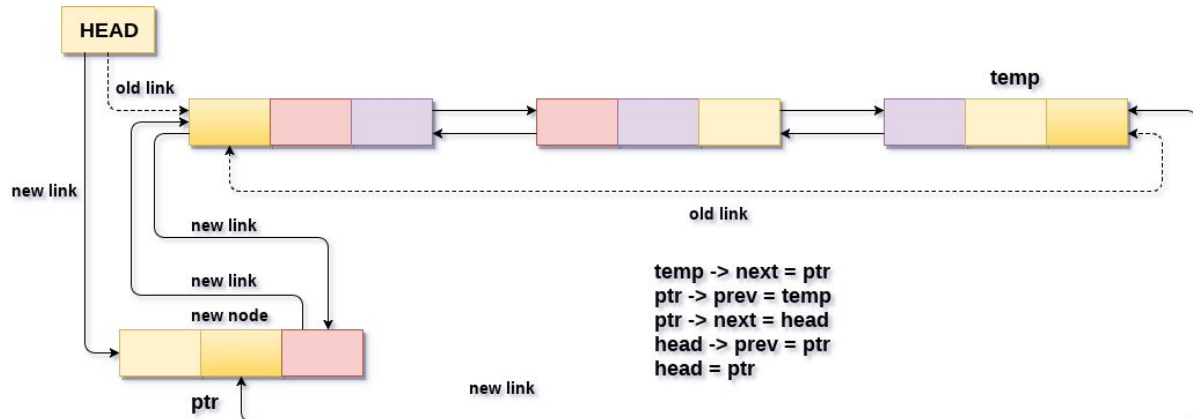 HEAD
old link
temp
new link
old link
new link
new link
new node
temp -> next = ptr
ptr -> prev = temp
ptr -> next = head
head -> prev = ptr
head = ptr
new link
ptr